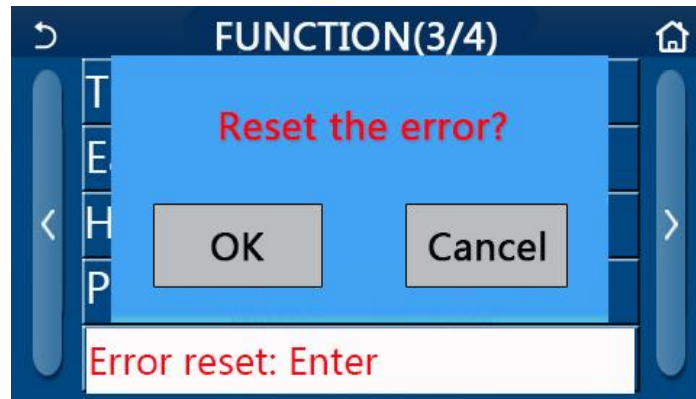 FUNCTION(3/4)
T
E
H
P
Reset the error?
OK
Cancel
Error reset: Enter